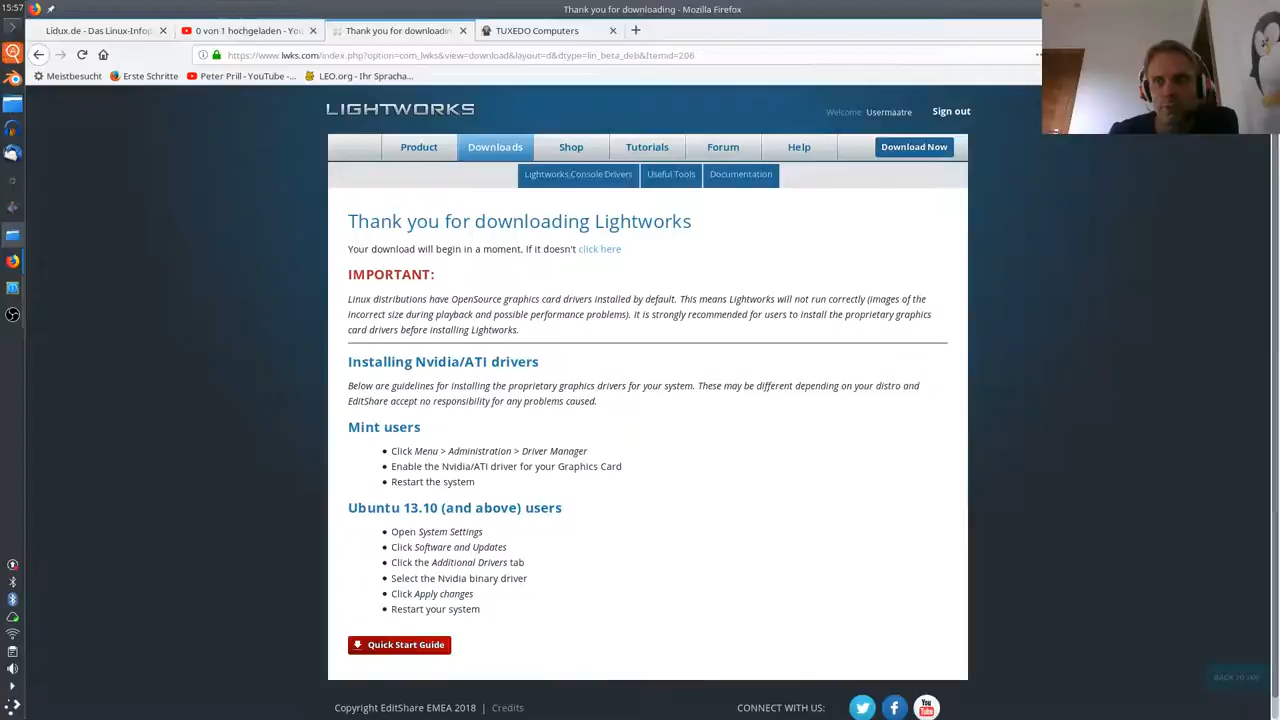 15:57
Thank you for downloading - Mozilla Firefox
Lidux.de - Das Linux-Infop
0 von 1 hochgeladen - You
Thank you for downloadin
TUXEDO Computers
https://www.lwks.com/index.php?option=com_lwks&view=download&layout=d&dtype=lin_beta_deb&Itemid=206
Meistbesucht
Erste Schritte
Peter Prill - YouTube -...
LEO.org - Ihr Spracha...
LIGHTWORKS
Welcome Usermaatre
Sign out
Product
Downloads
Shop
Tutorials
Forum
Help
Download Now
Lightworks Console Drivers
Useful Tools
Documentation
Thank you for downloading Lightworks
Your download will begin in a moment. If it doesn't click here
IMPORTANT:
Linux distributions have OpenSource graphics card drivers installed by default. This means Lightworks will not run correctly (images of the
incorrect size during playback and possible performance problems). it is strongly recommended for users to install the proprietary graphics
card drivers before installing Lightworks.
Installing Nvidia/ATI drivers
Below are guidelines for installing the proprietary graphics drivers for your system. These may be different depending on your distro and
EditShare accept no responsibility for any problems caused.
Mint users
Click Menu > Administration > Driver Manager
Enable the Nvidia/ATI driver for your Graphics Card
Restart the system
Ubuntu 13.10 (and above) users
Open System Settings
Click Software and Updates
Click the Additional Drivers tab
Select the Nvidia binary driver
Click Apply changes
Restart your system
Quick Start Guide
BACK TO TOP
Copyright EditShare EMEA 2018 | Credits
CONNECT WITH US:
You
Tube